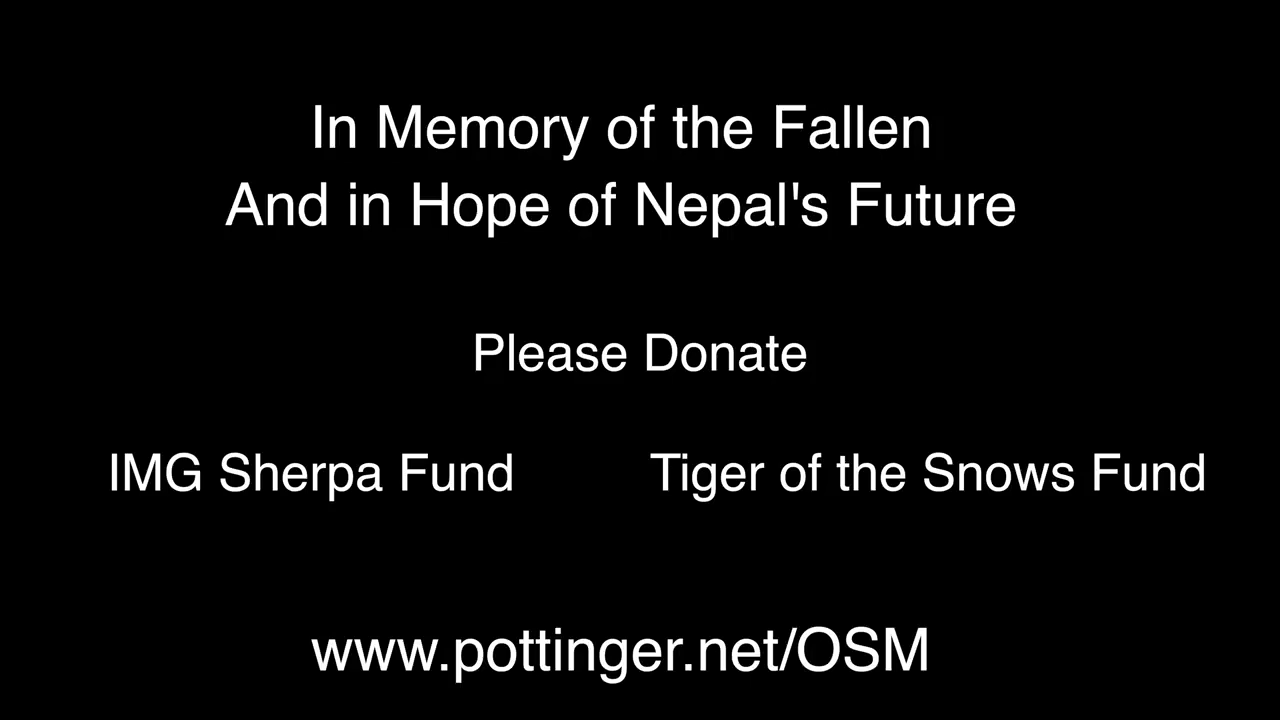 In Memory of the Fallen
And in Hope of Nepal's Future
Please Donate
IMG Sherpa Fund Tiger of the Snows Fund
www.pottinger.net/OSM